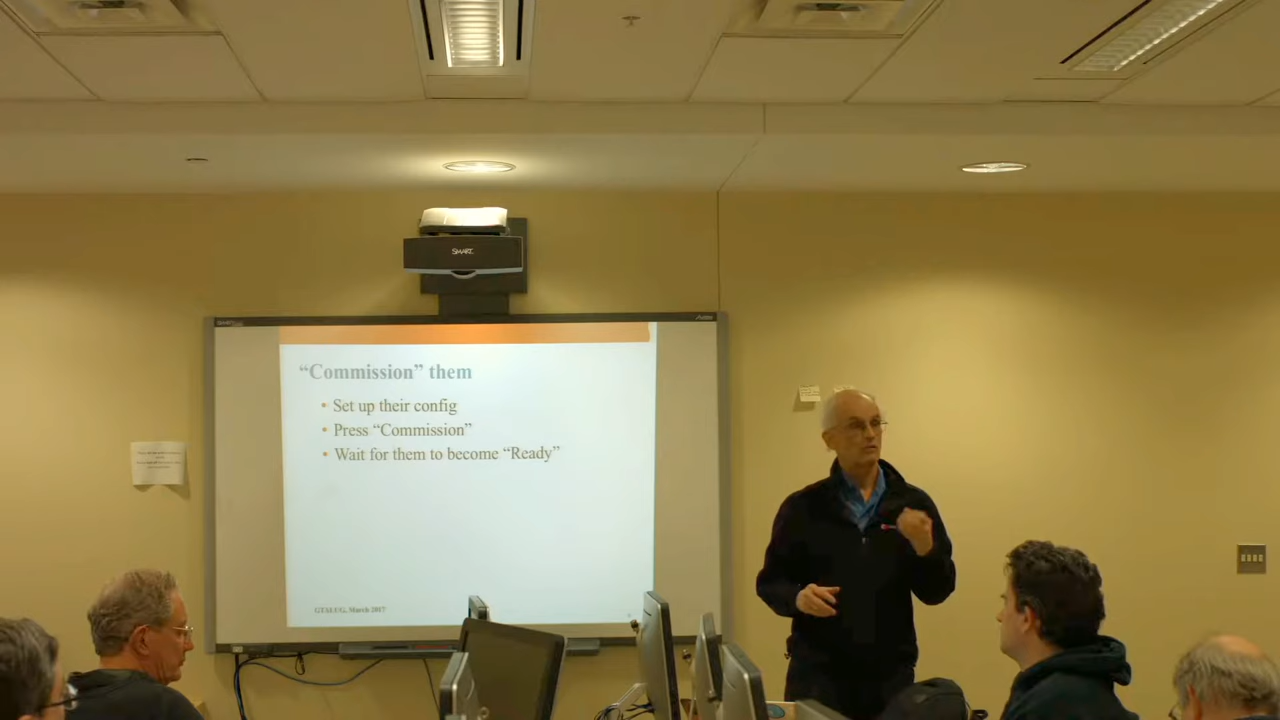 SMART
“Commission” them
• Set up their config
• Press “Commission”
• Wait for them to become “Ready”
GTALUG, March 2017